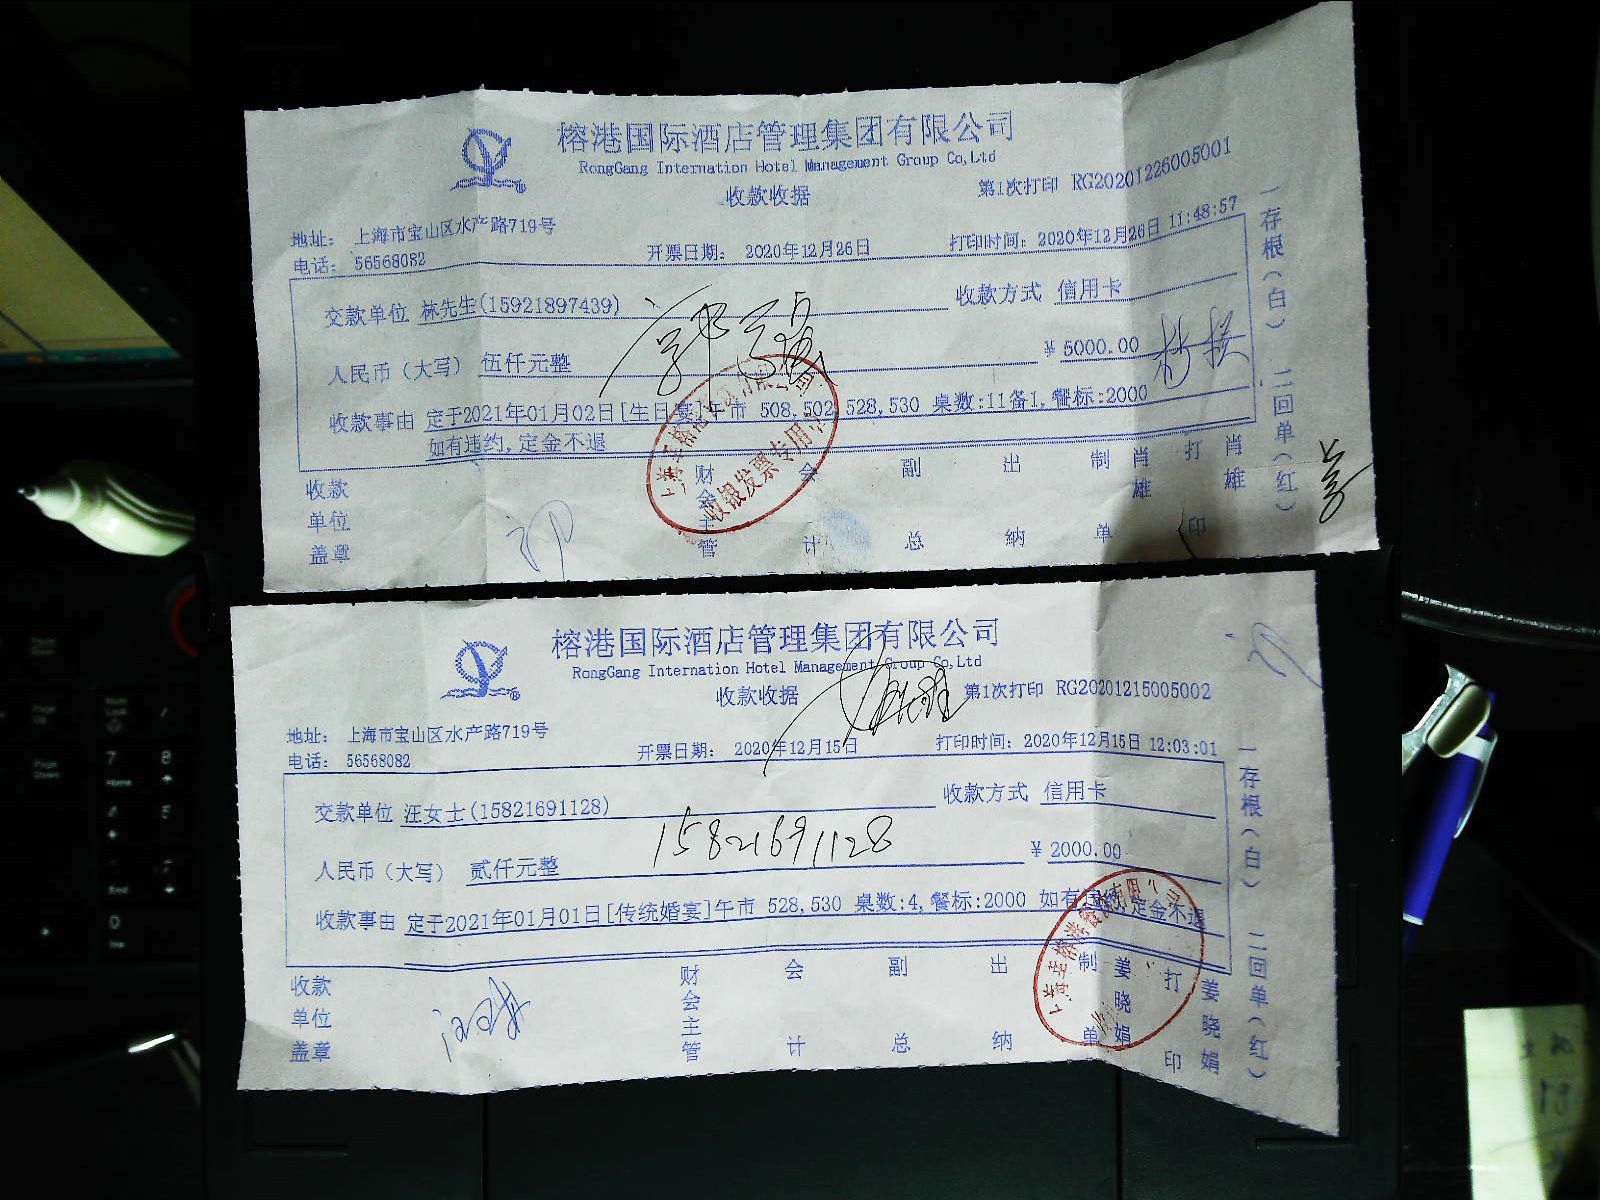 榕港国际酒店管理集团有限公司
RongGang Internation Hotel Management Group Co,Ltd
收款收据
第1次打印 RG20201226005001
地址： 上海市宝山区水产路719号
电话： 56568082
开票日期： 2020年12月26日
打印时间：2020年12月26日 11:48:57
交款单位 林先生(15921897439)
收款方式 信用卡
人民币（大写） 伍仟元整
￥ 5000.00
收款事由 定于2021年01月02日[生日宴]午市 508,502,528,530 桌数:11备1,餐标:2000
如有违约,定金不退
收款单位盖章
财会主管
会计
副总
出纳
制单
肖雄
打印
肖雄
一存根（白） 二回单（红）
收银发票专用
榕港国际酒店管理集团有限公司
RongGang Internation Hotel Management Group Co,Ltd
收款收据
第1次打印 RG20201215005002
地址： 上海市宝山区水产路719号
电话： 56568082
开票日期： 2020年12月15日
打印时间：2020年12月15日 12:03:01
交款单位 汪女士(15821691128)
收款方式 信用卡
15821691128
人民币（大写） 贰仟元整
￥ 2000.00
收款事由 定于2021年01月01日[传统婚宴]午市 528,530 桌数:4,餐标:2000 如有违约,定金不退
收款单位盖章
财会主管
会计
副总
出纳
制单
姜晓娟
打印
姜晓娟
一存根（白） 二回单（红）